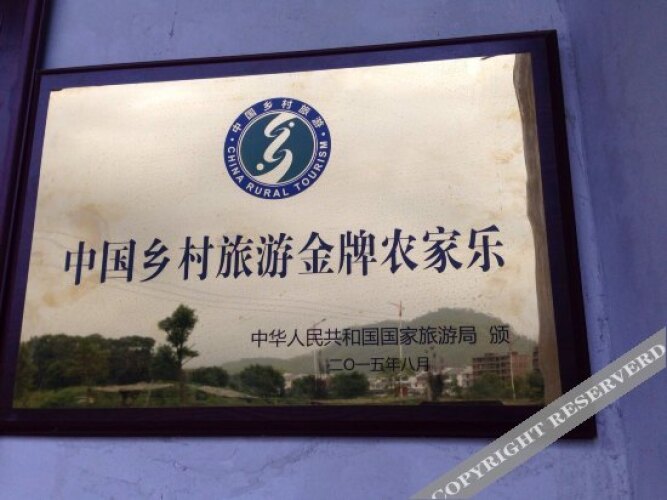 中国乡村旅游
CHINA RURAL TOURISM
中国乡村旅游金牌农家乐
中华人民共和国国家旅游局 颁
二〇一五年八月
COPYRIGHT RESERVERD